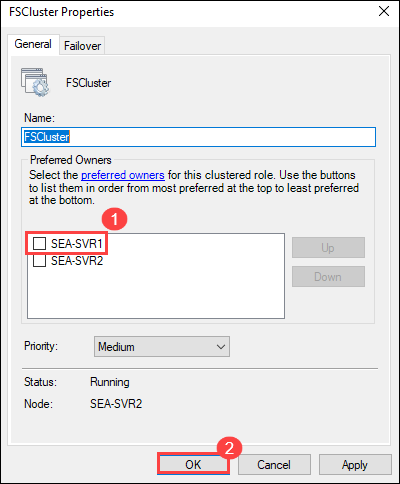 FSCluster Properties
General
Failover
FSCluster
Name:
FSCluster
Preferred Owners
Select the preferred owners for this clustered role. Use the buttons
to list them in order from most preferred at the top to least preferred
at the bottom.
1
SEA-SVR1
SEA-SVR2
Up
Down
Priority:
Medium
Status:
Running
Node:
SEA-SVR2
2
OK
Cancel
Apply